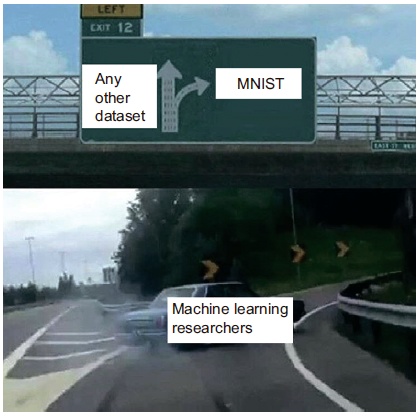 LEFT
EXIT 12
Any
other
dataset
MNIST
Machine learning
researchers